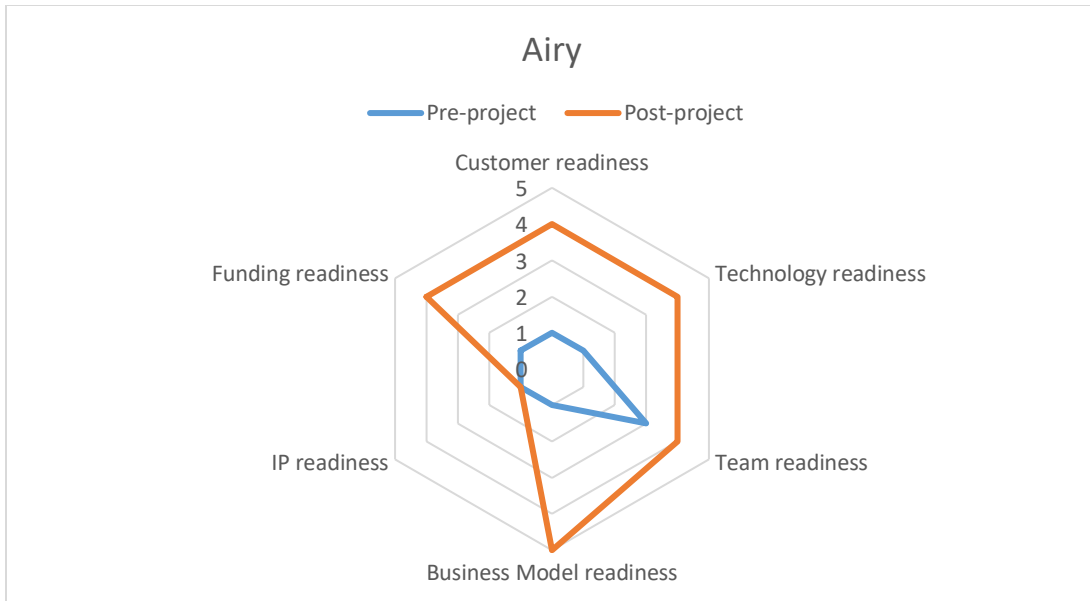 Airy
Pre-project Post-project
Customer readiness
5
4
3
2
1
0
Funding readiness
Technology readiness
IP readiness
Team readiness
Business Model readiness